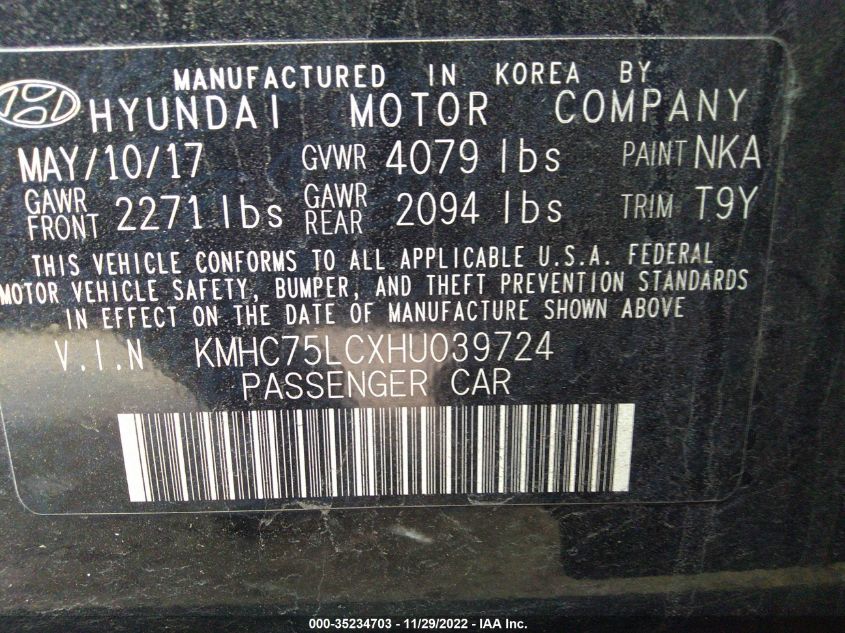 MANUFACTURED IN KOREA BY
HYUNDAI MOTOR COMPANY
MAY/10/17 GVWR 4079 lbs PAINT NKA
GAWR FRONT 2271 lbs GAWR REAR 2094 lbs TRIM T9Y
THIS VEHICLE CONFORMS TO ALL APPLICABLE U.S.A. FEDERAL
MOTOR VEHICLE SAFETY, BUMPER, AND THEFT PREVENTION STANDARDS
IN EFFECT ON THE DATE OF MANUFACTURE SHOWN ABOVE
V.I.N KMHC75LCXHU039724
PASSENGER CAR
000-35234703 - 11/29/2022 - IAA Inc.